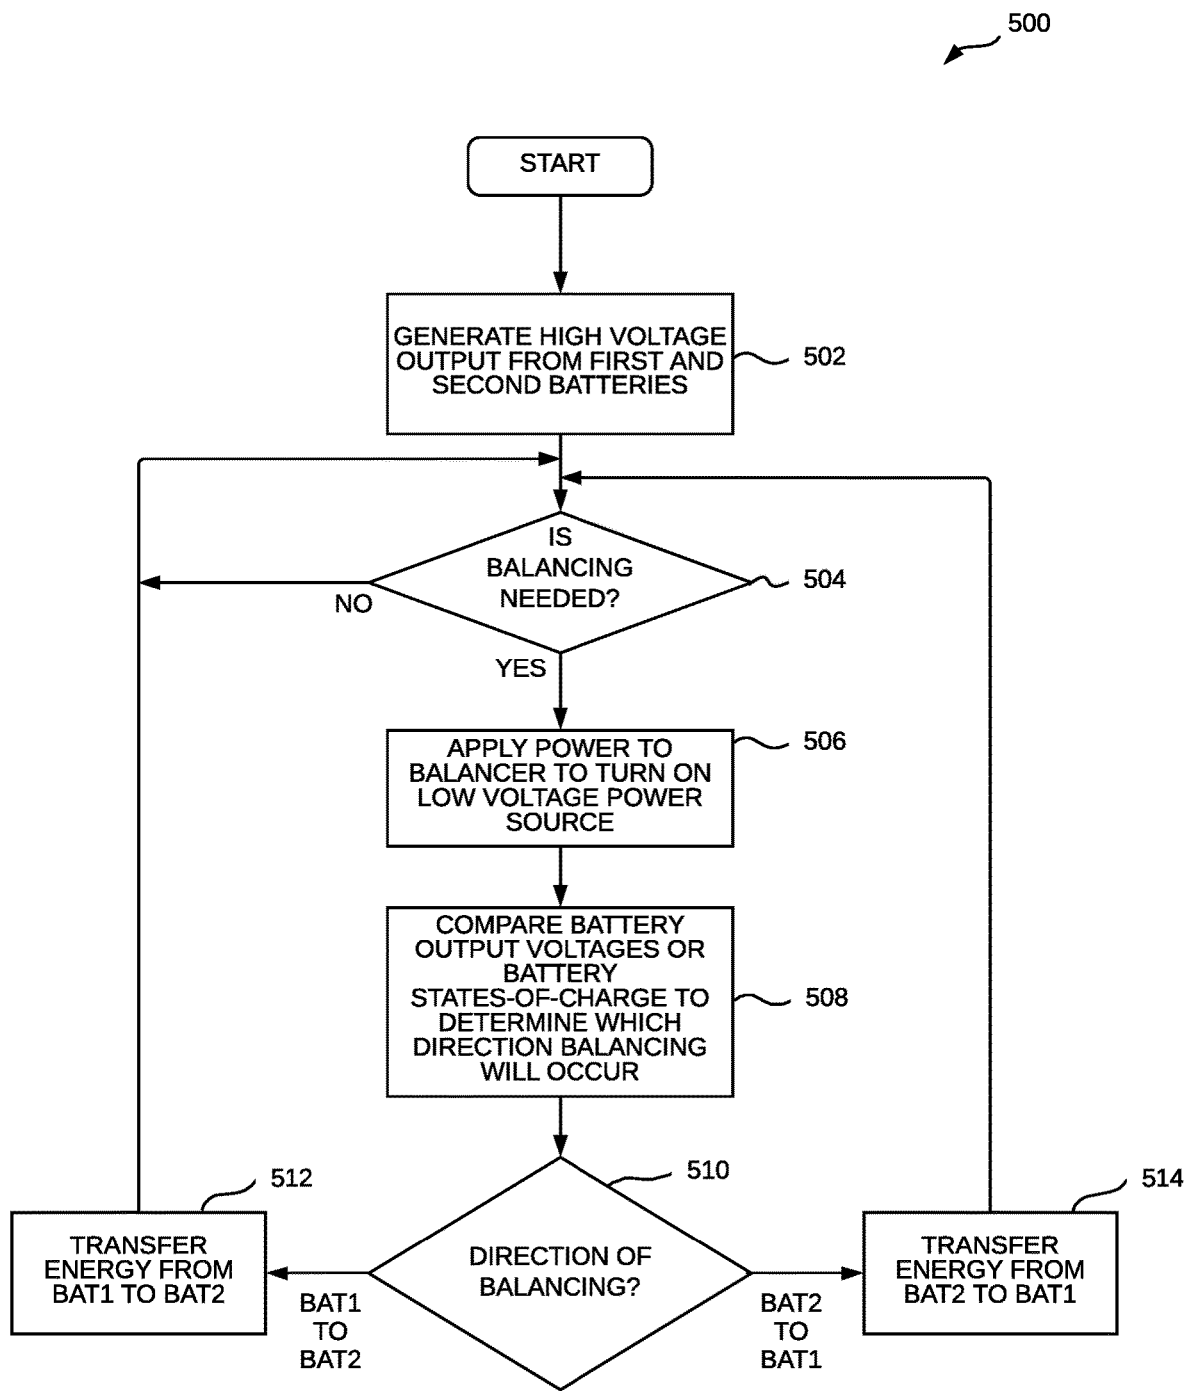 500
START
GENERATE HIGH VOLTAGE
OUTPUT FROM FIRST AND
SECOND BATTERIES
502
IS
BALANCING
NEEDED?
504
NO
YES
APPLY POWER TO
BALANCER TO TURN ON
LOW VOLTAGE POWER
SOURCE
506
COMPARE BATTERY
OUTPUT VOLTAGES OR
BATTERY
STATES-OF-CHARGE TO
DETERMINE WHICH
DIRECTION BALANCING
WILL OCCUR
508
510
DIRECTION OF
BALANCING?
512
TRANSFER
ENERGY FROM
BAT1 TO BAT2
BAT1
TO
BAT2
BAT2
TO
BAT1
514
TRANSFER
ENERGY FROM
BAT2 TO BAT1